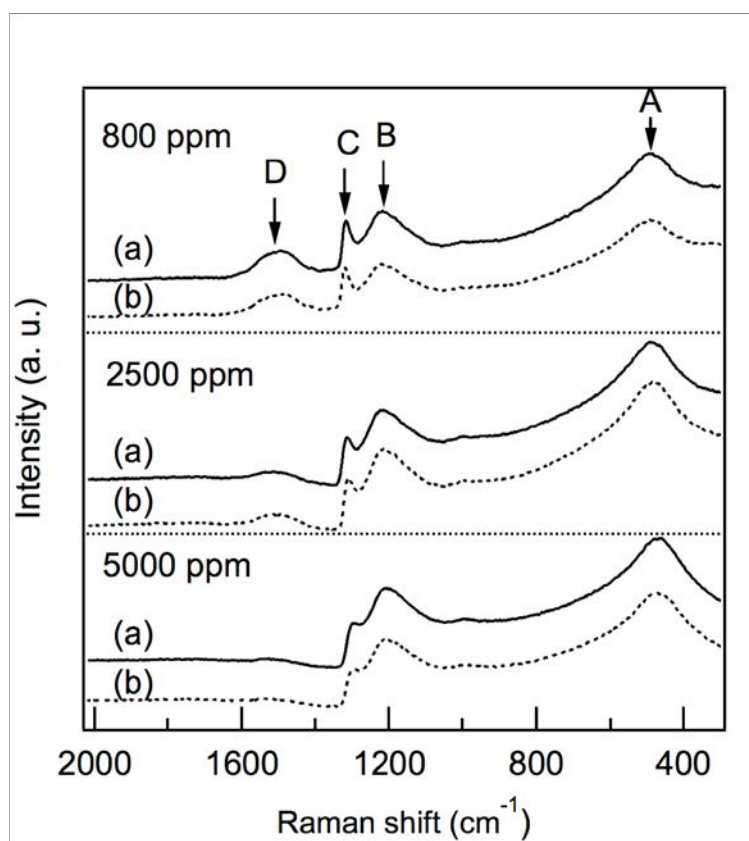 A
800 ppm
B
C
D
(a)
(b)
2500 ppm
(a)
(b)
5000 ppm
(a)
(b)
2000 1600 1200 800 400
Raman shift (cm⁻¹)
Intensity (a. u.)